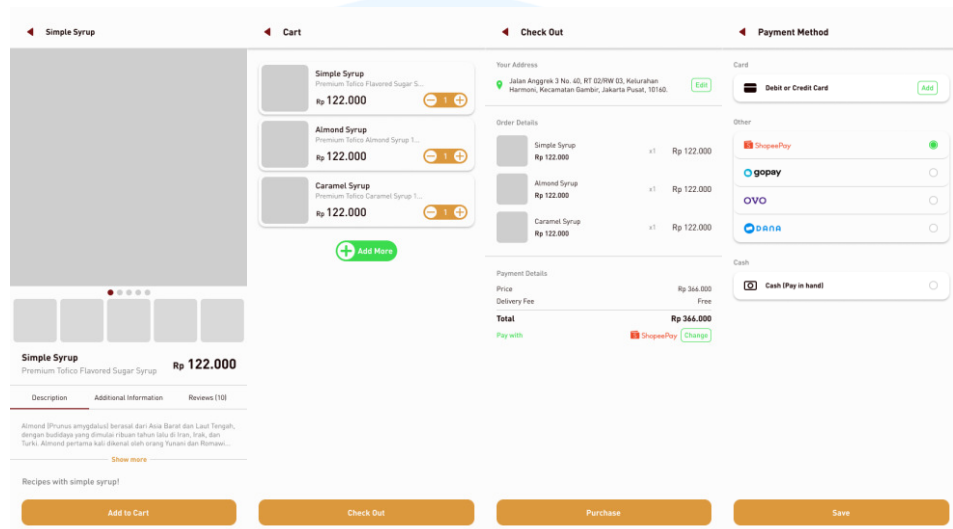 Simple Syrup
Simple Syrup
Premium Tofico Flavored Sugar Syrup
Rp 122.000
Description
Additional Information
Reviews (10)
Almond (Prunus amygdalus) berasal dari Asia Barat dan Laut Tengah,
dengan budidaya yang dimulai ribuan tahun lalu di Iran, Irak, dan
Turki. Almond pertama kali dikenal oleh orang Yunani dan Romawi...
Show more
Recipes with simple syrup!
Add to Cart
Cart
Simple Syrup
Premium Tofico Flavored Sugar S...
Rp 122.000
1
Almond Syrup
Premium Tofico Almond Syrup 1...
Rp 122.000
1
Caramel Syrup
Premium Tofico Caramel Syrup 1...
Rp 122.000
1
Add More
Check Out
Check Out
Your Address
Jalan Anggrek 3 No. 40, RT 02/RW 03, Kelurahan
Harmoni, Kecamatan Gambir, Jakarta Pusat, 10160.
Edit
Order Details
Simple Syrup
Rp 122.000
x1
Rp 122.000
Almond Syrup
Rp 122.000
x1
Rp 122.000
Caramel Syrup
Rp 122.000
x1
Rp 122.000
Payment Details
Price
Rp 366.000
Delivery Fee
Free
Total
Rp 366.000
Pay with
ShopeePay
Change
Purchase
Payment Method
Card
Debit or Credit Card
Add
Other
ShopeePay
gopay
OVO
DANA
Cash
Cash (Pay in hand)
Save